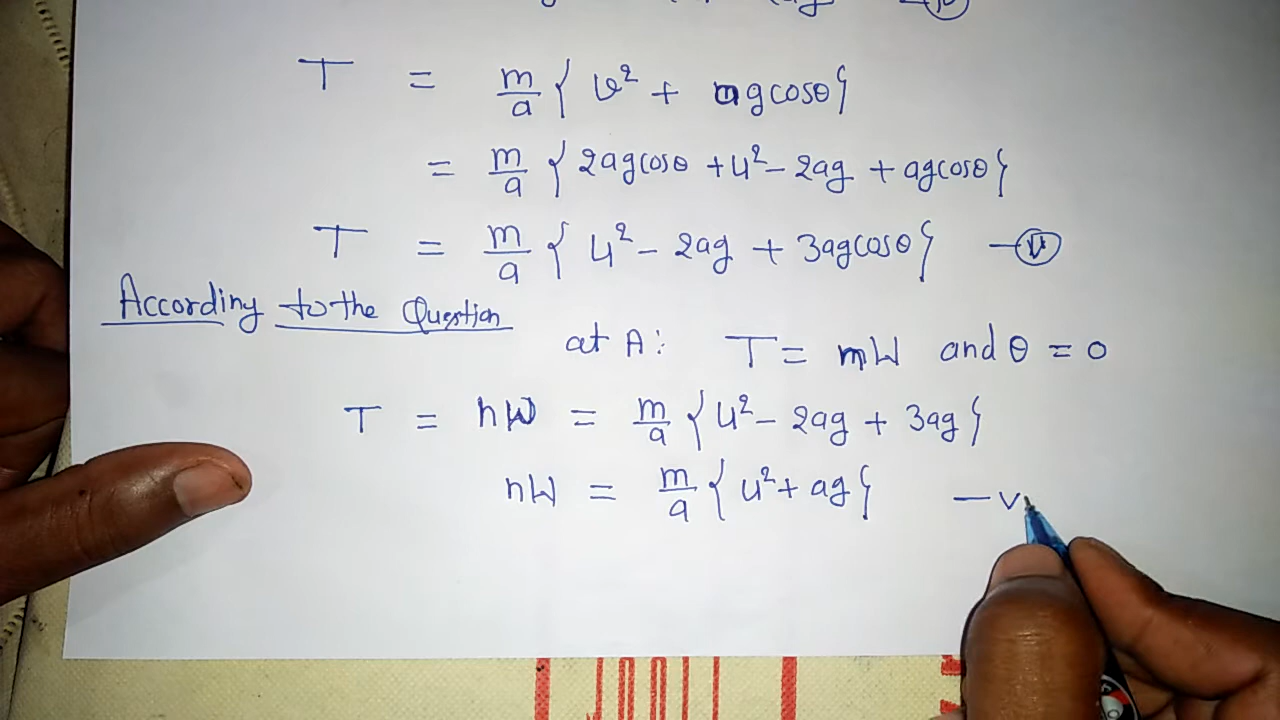 T = m/a { v² + agcosθ}
= m/a { 2agcosθ + u² - 2ag + agcosθ}
T = m/a { u² - 2ag + 3agcosθ} — (V)
According to the Question
at A: T = mW and θ = 0
T = nW = m/a { u² - 2ag + 3ag}
nW = m/a { u² + ag} — v